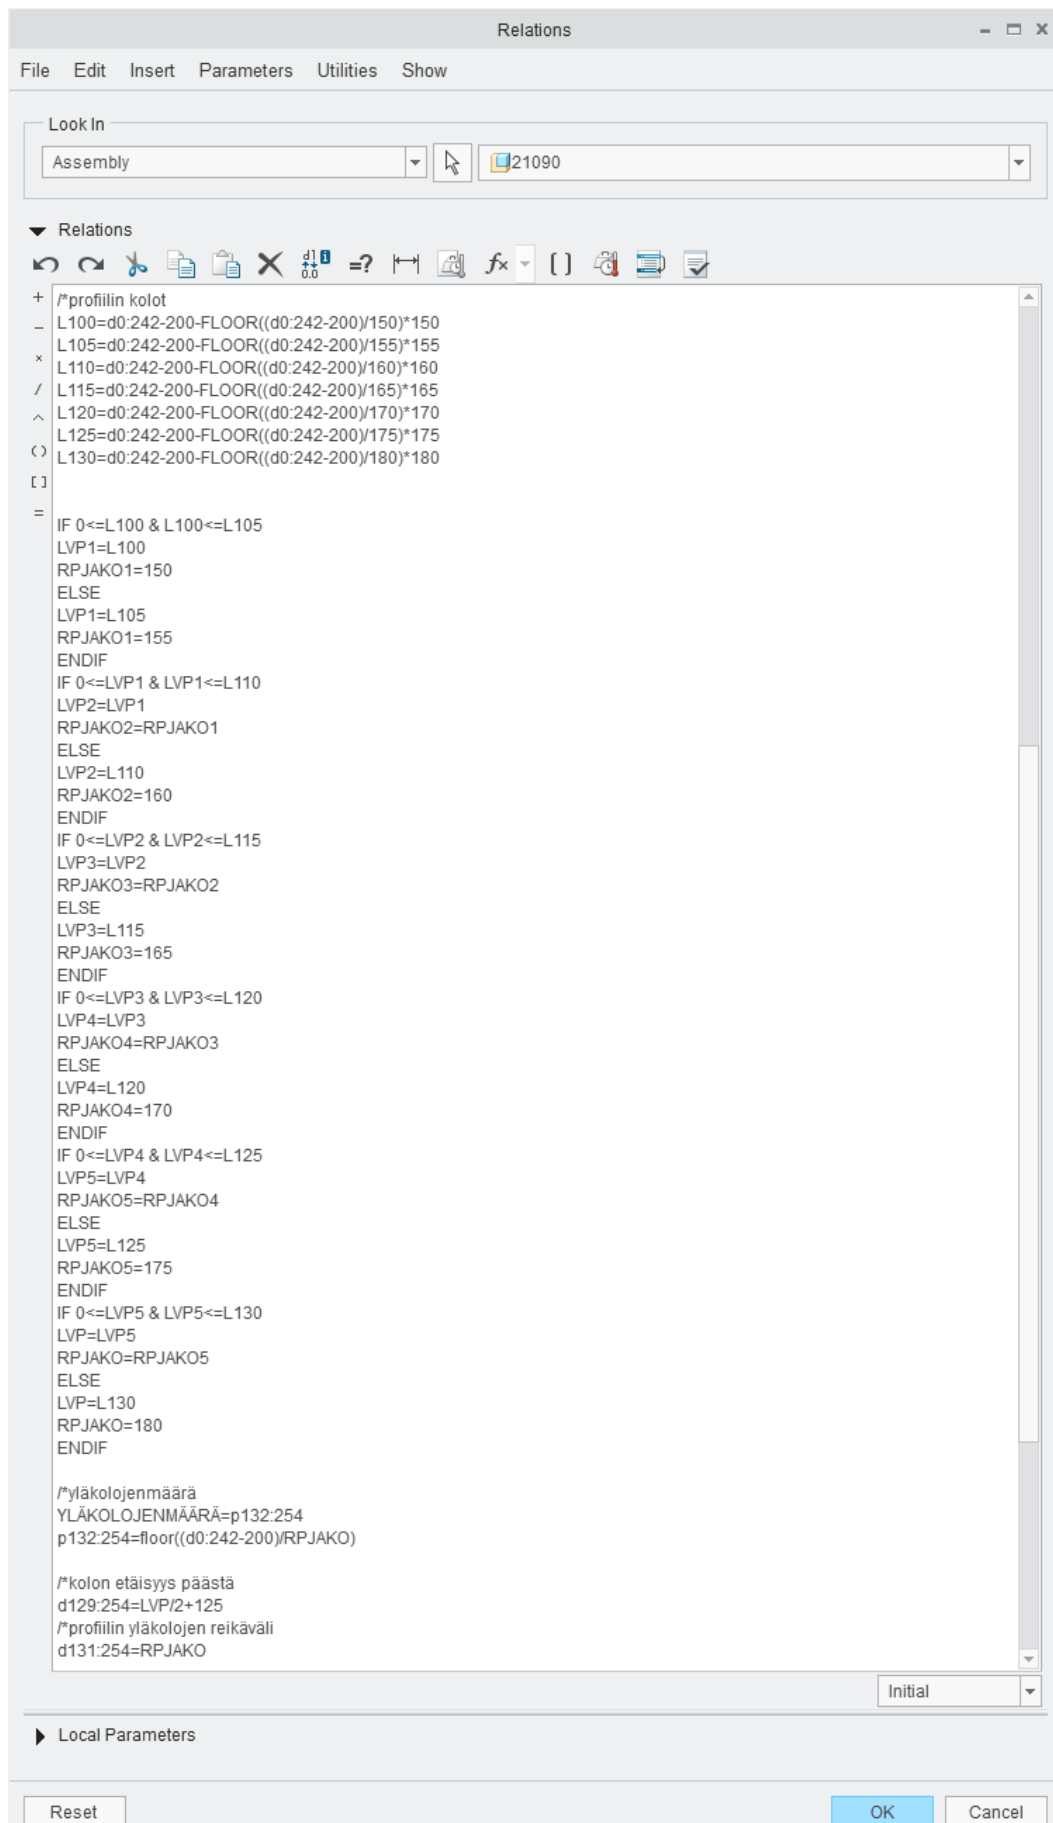 Relations
File Edit Insert Parameters Utilities Show
Look In
Assembly
21090
Relations
/*profiilin kolot
L100=d0:242-200-FLOOR((d0:242-200)/150)*150
L105=d0:242-200-FLOOR((d0:242-200)/155)*155
L110=d0:242-200-FLOOR((d0:242-200)/160)*160
L115=d0:242-200-FLOOR((d0:242-200)/165)*165
L120=d0:242-200-FLOOR((d0:242-200)/170)*170
L125=d0:242-200-FLOOR((d0:242-200)/175)*175
L130=d0:242-200-FLOOR((d0:242-200)/180)*180
IF 0<=L100 & L100<=L105
LVP1=L100
RPJAKO1=150
ELSE
LVP1=L105
RPJAKO1=155
ENDIF
IF 0<=LVP1 & LVP1<=L110
LVP2=LVP1
RPJAKO2=RPJAKO1
ELSE
LVP2=L110
RPJAKO2=160
ENDIF
IF 0<=LVP2 & LVP2<=L115
LVP3=LVP2
RPJAKO3=RPJAKO2
ELSE
LVP3=L115
RPJAKO3=165
ENDIF
IF 0<=LVP3 & LVP3<=L120
LVP4=LVP3
RPJAKO4=RPJAKO3
ELSE
LVP4=L120
RPJAKO4=170
ENDIF
IF 0<=LVP4 & LVP4<=L125
LVP5=LVP4
RPJAKO5=RPJAKO4
ELSE
LVP5=L125
RPJAKO5=175
ENDIF
IF 0<=LVP5 & LVP5<=L130
LVP=LVP5
RPJAKO=RPJAKO5
ELSE
LVP=L130
RPJAKO=180
ENDIF
/*yläkolojenmäärä
YLÄKOLOJENMÄÄRÄ=p132:254
p132:254=floor((d0:242-200)/RPJAKO)
/*kolon etäisyys päästä
d129:254=LVP/2+125
/*profiilin yläkolojen reikäväli
d131:254=RPJAKO
Initial
Local Parameters
Reset OK Cancel